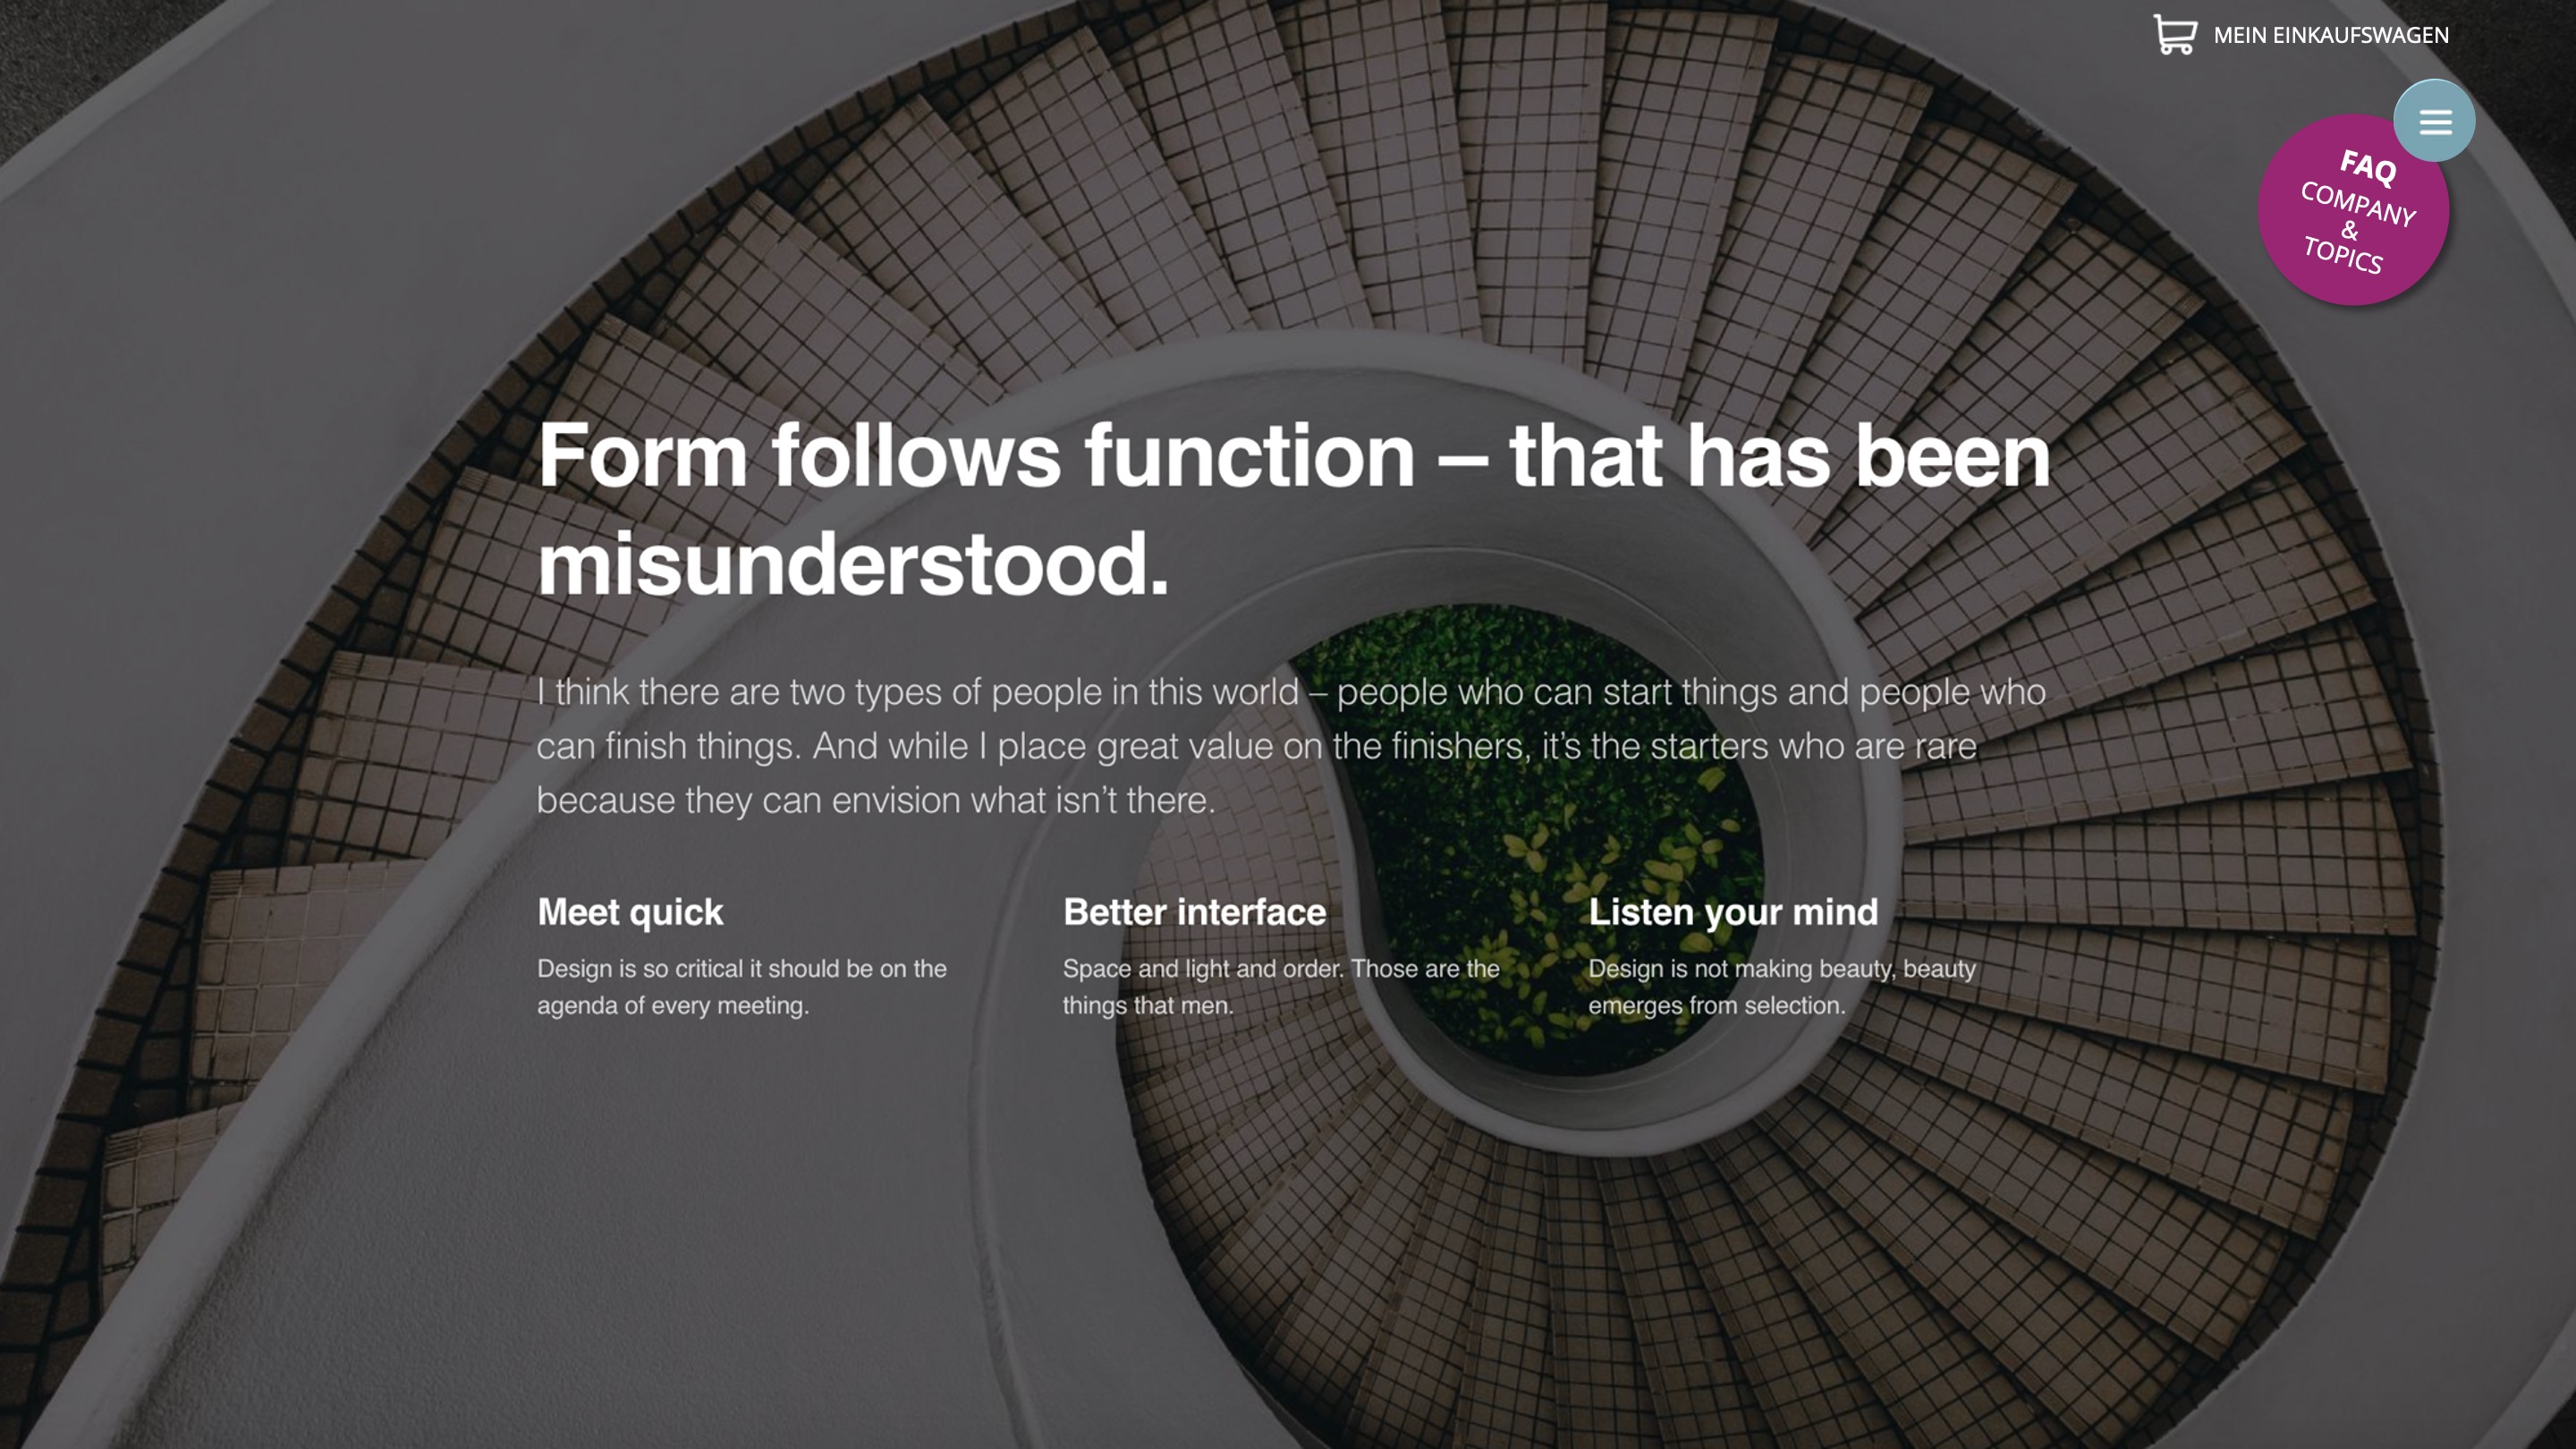 MEIN EINKAUFSWAGEN
FAQ
COMPANY
&
TOPICS
Form follows function – that has been
misunderstood.
I think there are two types of people in this world – people who can start things and people who
can finish things. And while I place great value on the finishers, it’s the starters who are rare
because they can envision what isn’t there.
Meet quick
Design is so critical it should be on the
agenda of every meeting.
Better interface
Space and light and order. Those are the
things that men.
Listen your mind
Design is not making beauty, beauty
emerges from selection.